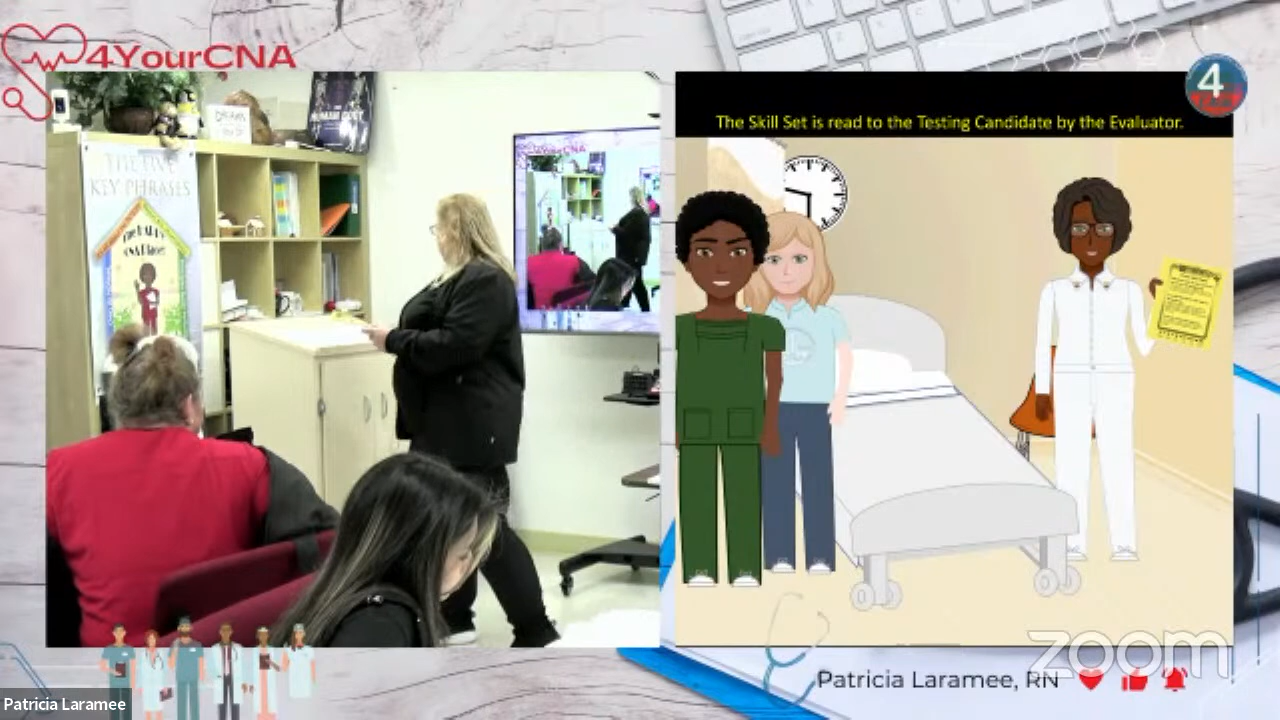 4YourCNA
4
The Skill Set is read to the Testing Candidate by the Evaluator.
THE FIVE
KEY PHRASES
4YourCNA
zoom
Patricia Laramee, RN
Patricia Laramee